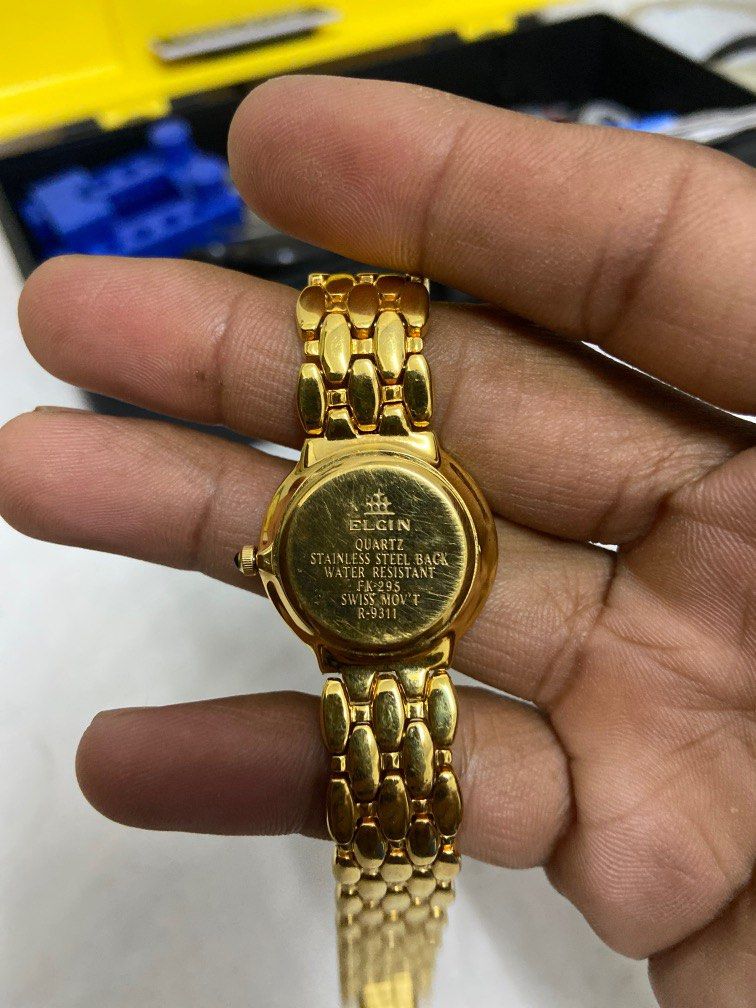 ELGIN
QUARTZ
STAINLESS STEEL BACK
WATER RESISTANT
FK-295
SWISS MOV'T
R-9311